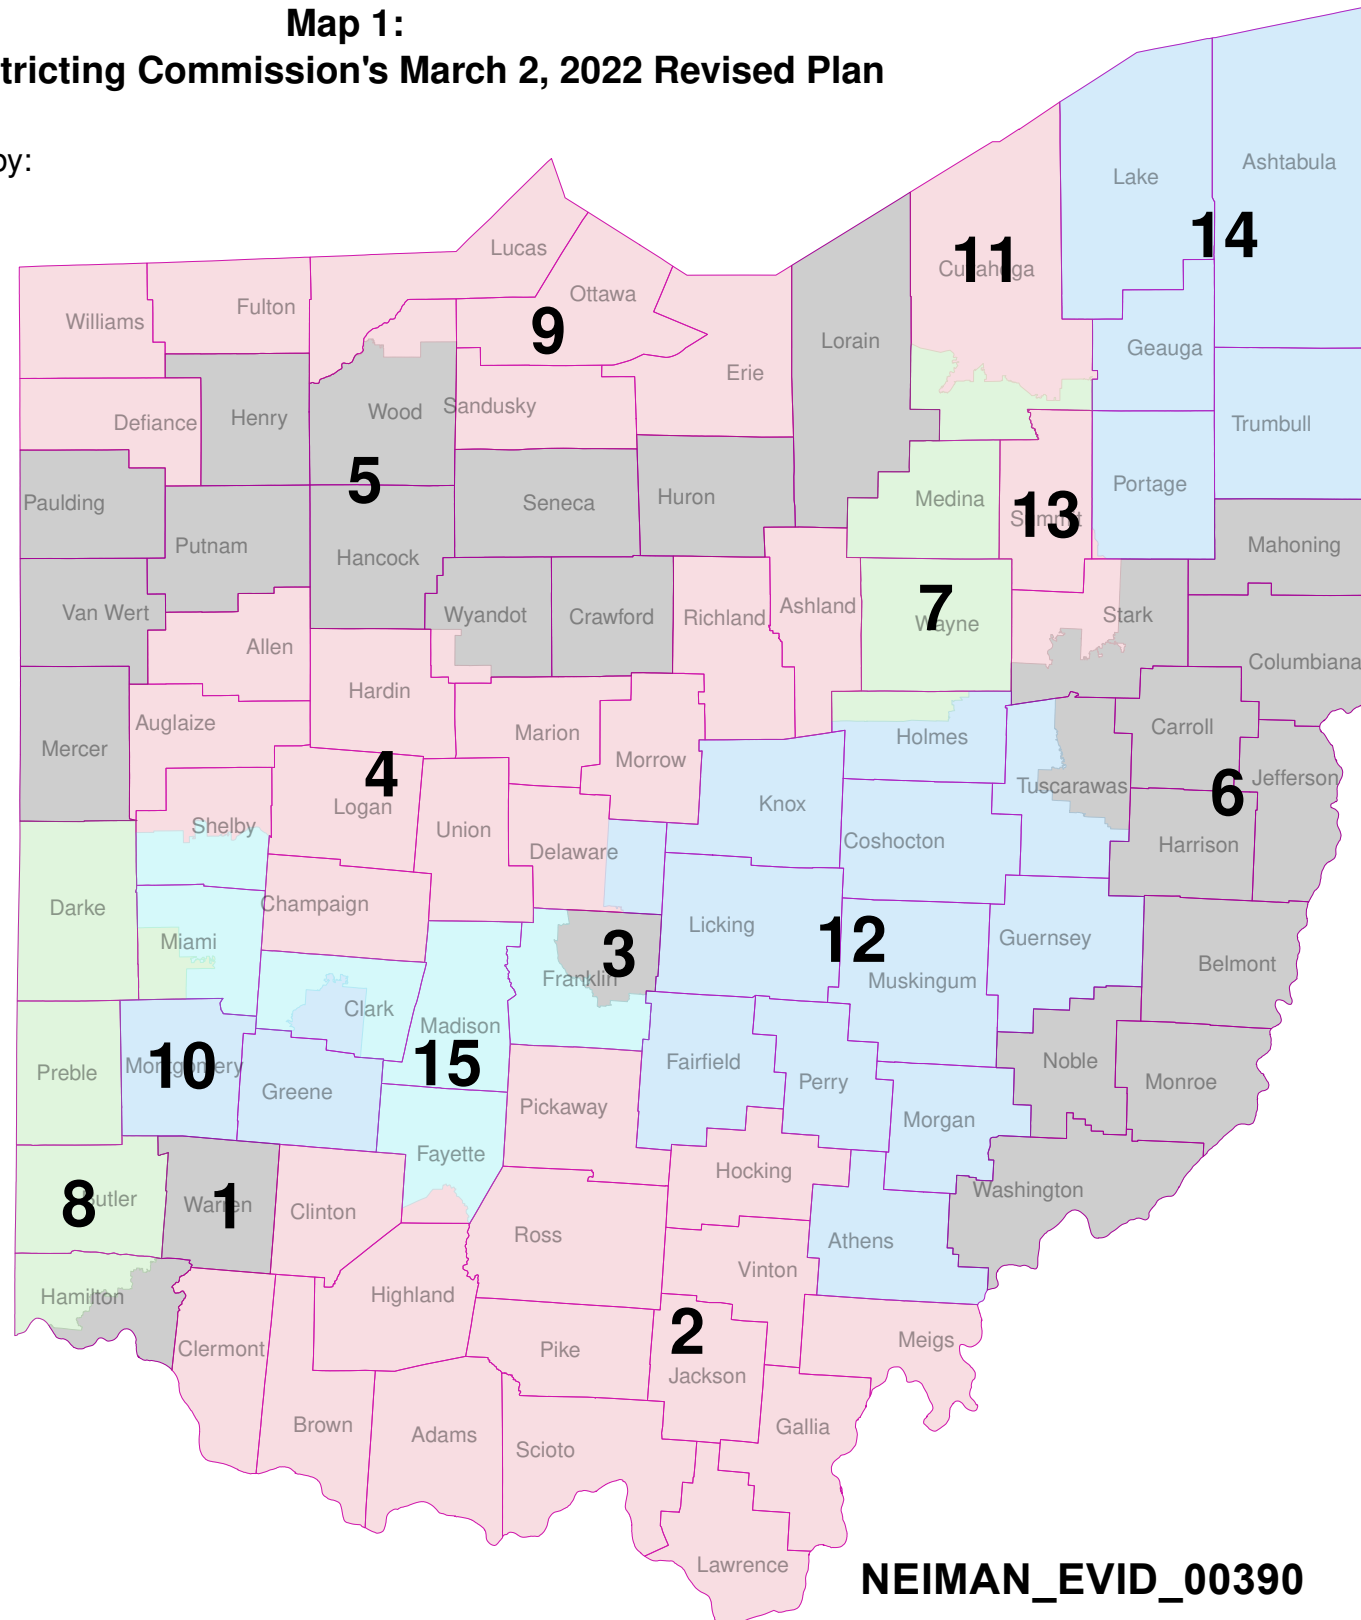 Map 1:
tricting Commission's March 2, 2022 Revised Plan
by:
Lake
Ashtabula
14
11
Cuyahoga
Lucas
Ottawa
9
Fulton
Williams
Lorain
Geauga
Erie
Wood
Sandusky
Henry
Defiance
Trumbull
5
Portage
Medina
13
Summit
Paulding
Seneca
Huron
Putnam
Hancock
Mahoning
Van Wert
Wyandot
Crawford
Richland
Ashland
7
Wayne
Stark
Allen
Columbiana
Hardin
Auglaize
Marion
Mercer
Holmes
Carroll
Morrow
4
Logan
Knox
Tuscarawas
6
Jefferson
Shelby
Union
Delaware
Coshocton
Harrison
Darke
Champaign
Licking
12
Guernsey
Miami
3
Franklin
Muskingum
Belmont
Clark
Madison
15
Preble
Montgomery
10
Greene
Fairfield
Perry
Noble
Monroe
Pickaway
Morgan
Fayette
Hocking
8
Butler
Warren
1
Clinton
Washington
Ross
Athens
Vinton
Hamilton
Highland
2
Clermont
Pike
Jackson
Meigs
Brown
Adams
Scioto
Gallia
Lawrence
NEIMAN_EVID_00390